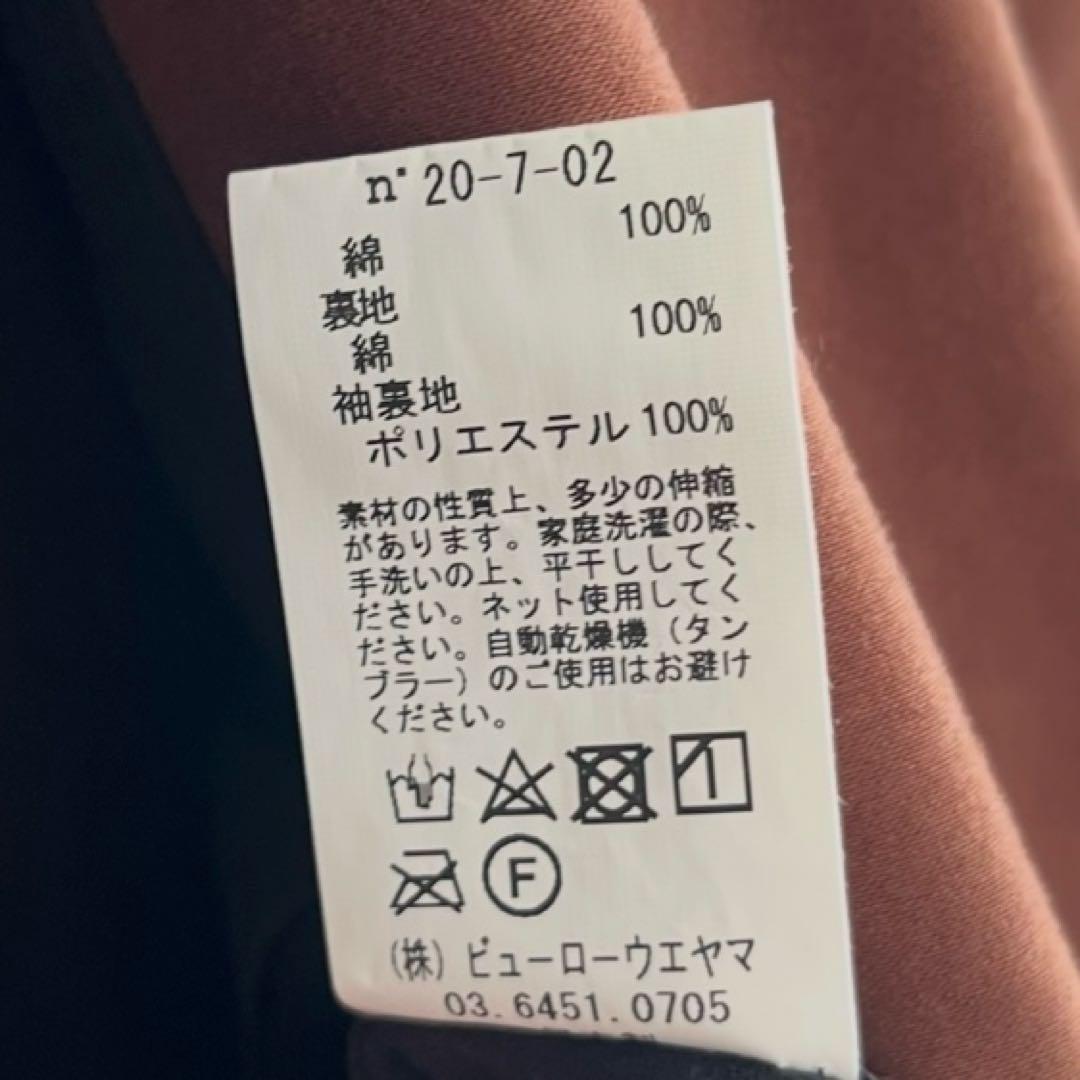 n° 20-7-02
綿 100%
裏地
綿 100%
袖裏地
ポリエステル 100%
素材の性質上、多少の伸縮
があります。家庭洗濯の際、
手洗いの上、平干ししてく
ださい。ネット使用してく
ださい。自動乾燥機（タン
ブラー）のご使用はお避け
ください。
F
(株) ビューローウエヤマ
03.6451.0705